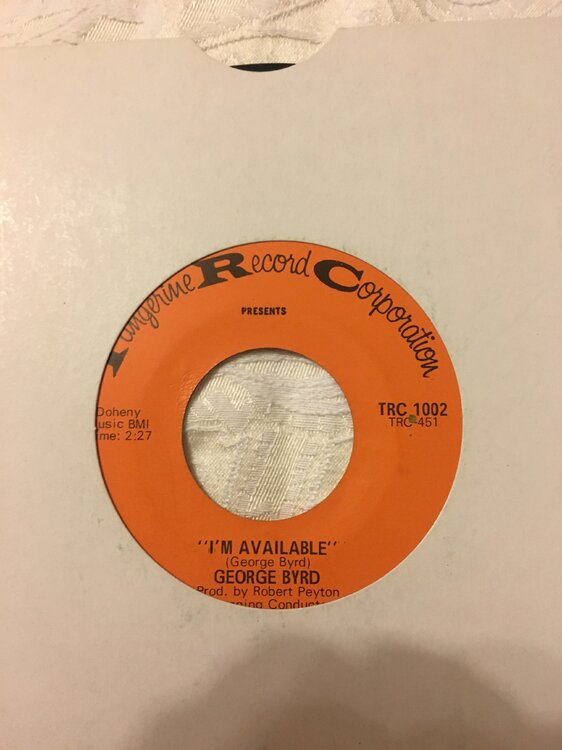 Tangerine Record Corporation
PRESENTS
Doheny
usic BMI
me: 2:27
TRC 1002
TRC-451
"I'M AVAILABLE"
(George Byrd)
GEORGE BYRD
Prod. by Robert Peyton